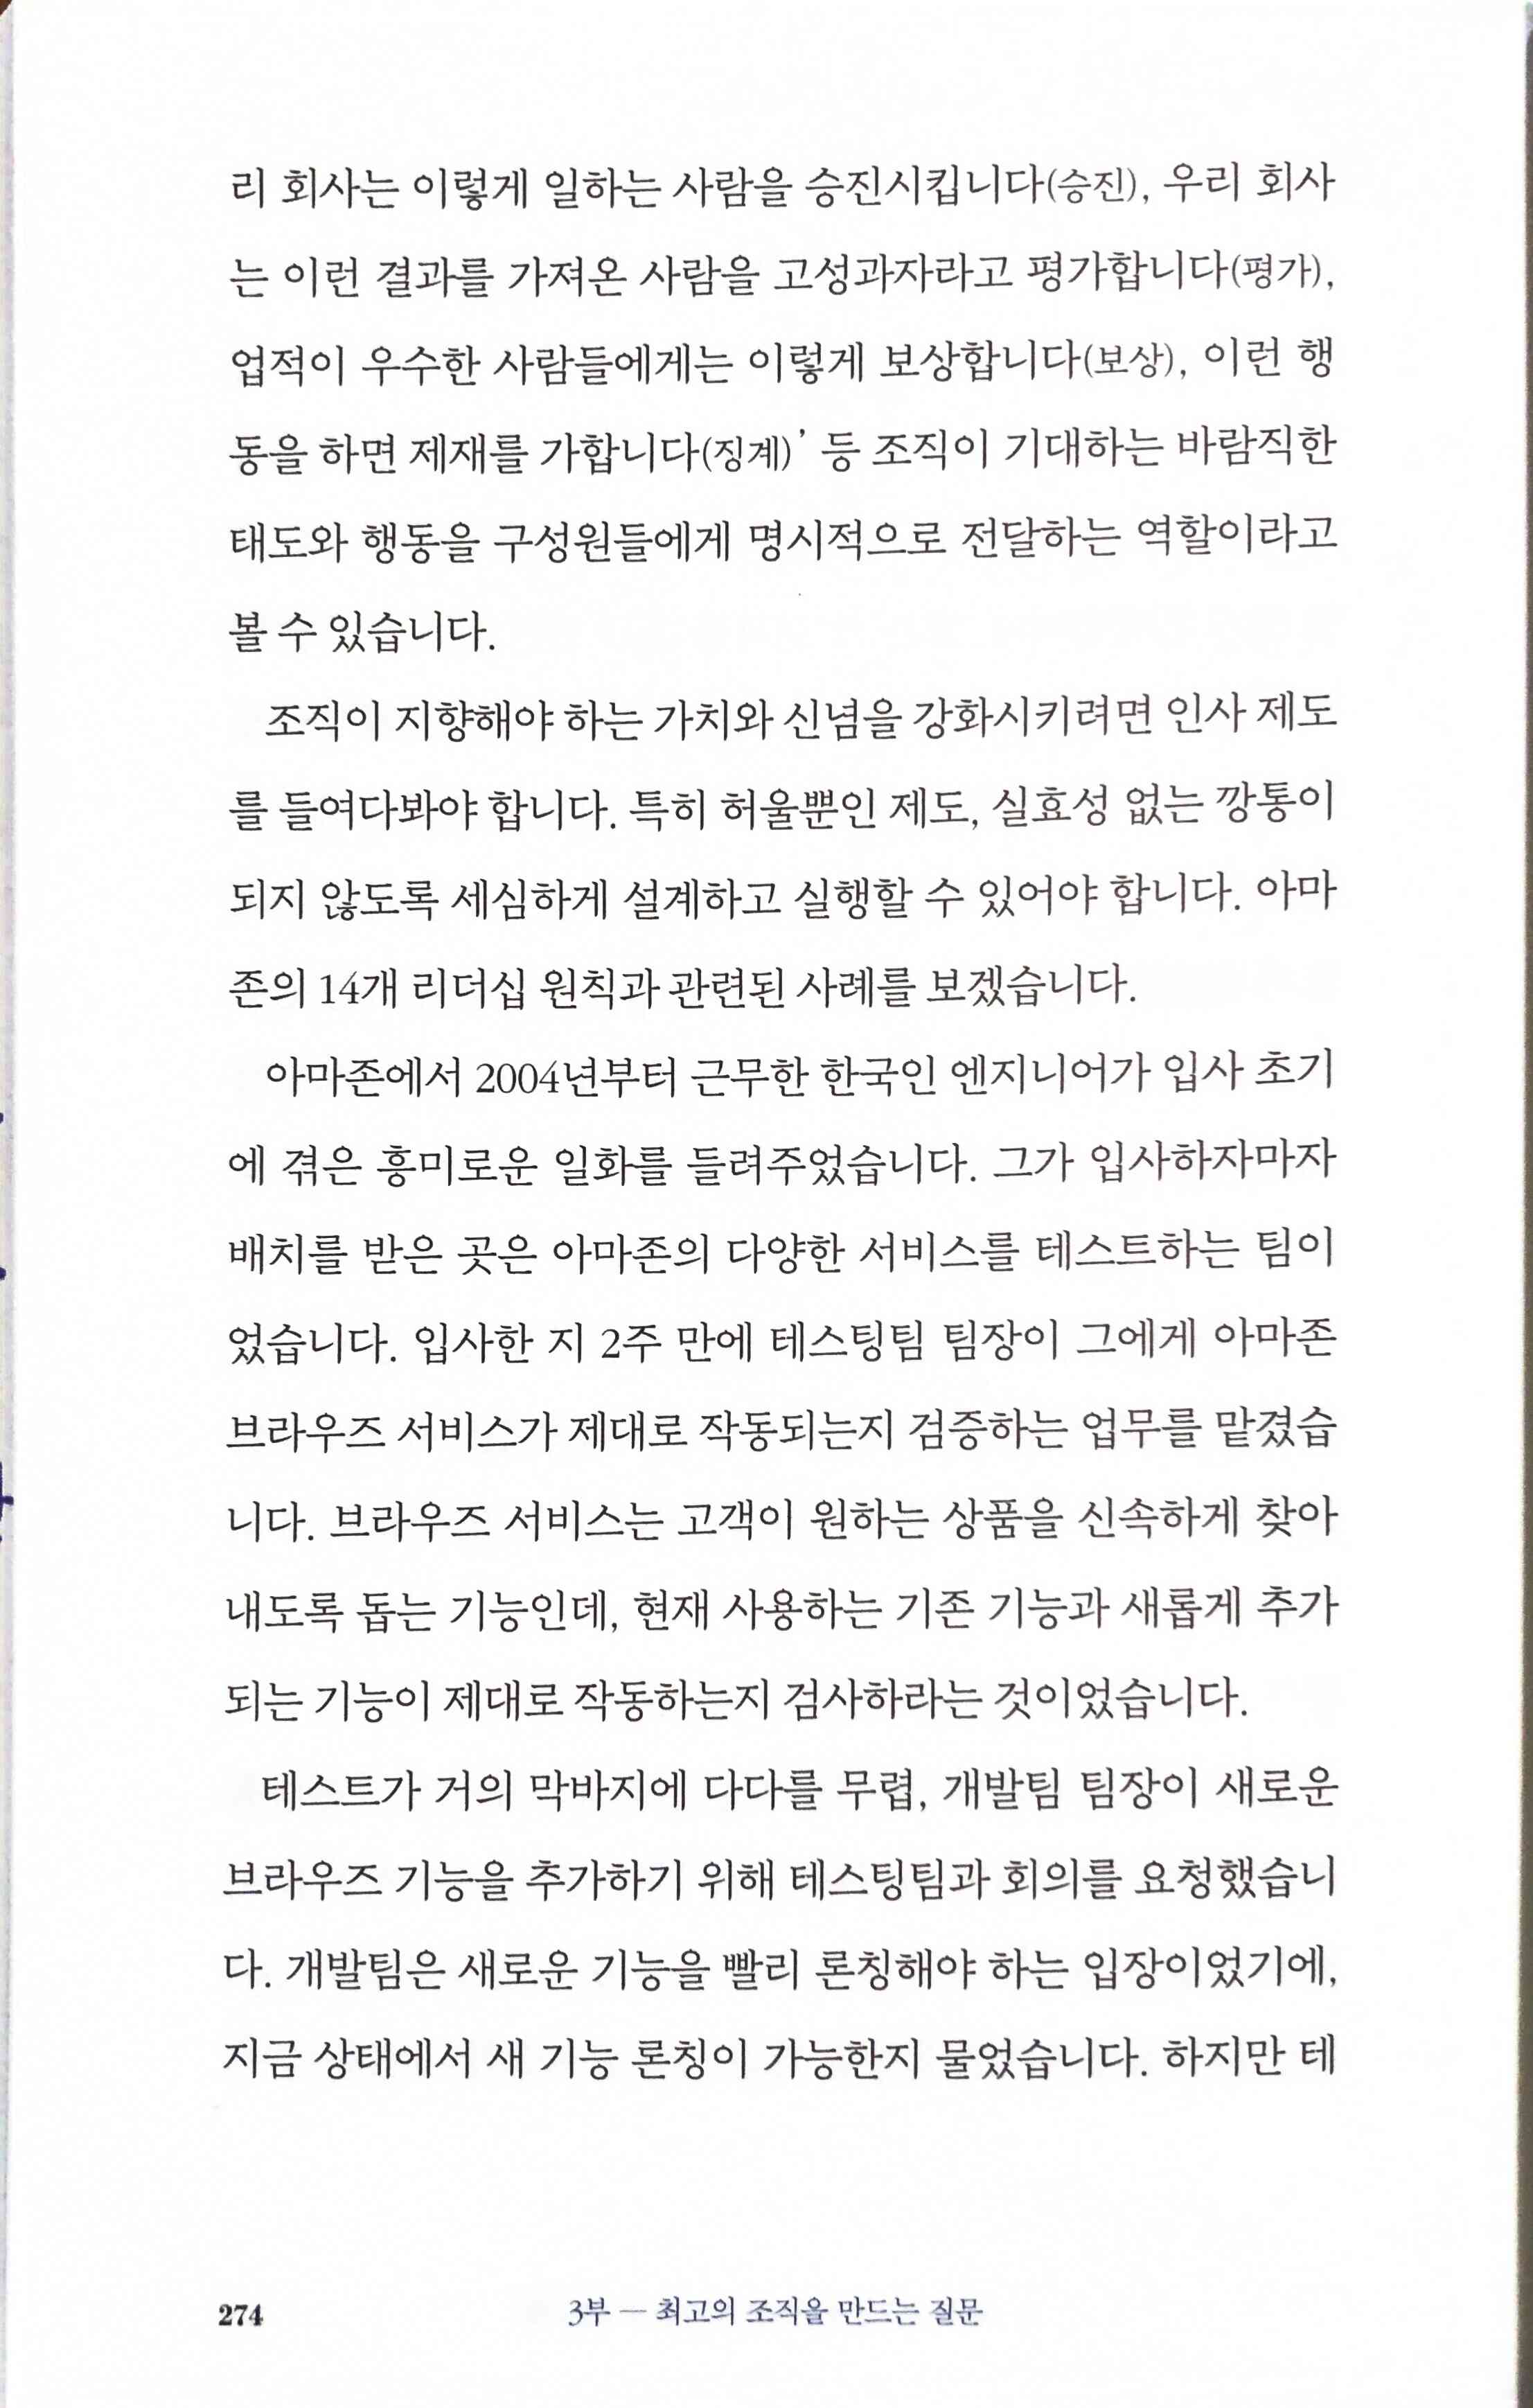 리 회사는 이렇게 일하는 사람을 승진시킵니다(승진), 우리 회사
는 이런 결과를 가져온 사람을 고성과자라고 평가합니다(평가),
업적이 우수한 사람들에게는 이렇게 보상합니다(보상), 이런 행
동을 하면 제재를 가합니다(징계)’ 등 조직이 기대하는 바람직한
태도와 행동을 구성원들에게 명시적으로 전달하는 역할이라고
볼 수 있습니다.
조직이 지향해야 하는 가치와 신념을 강화시키려면 인사 제도
를 들여다봐야 합니다. 특히 허울뿐인 제도, 실효성 없는 깡통이
되지 않도록 세심하게 설계하고 실행할 수 있어야 합니다. 아마
존의 14개 리더십 원칙과 관련된 사례를 보겠습니다.
아마존에서 2004년부터 근무한 한국인 엔지니어가 입사 초기
에 겪은 흥미로운 일화를 들려주었습니다. 그가 입사하자마자
배치를 받은 곳은 아마존의 다양한 서비스를 테스트하는 팀이
었습니다. 입사한 지 2주 만에 테스팅팀 팀장이 그에게 아마존
브라우즈 서비스가 제대로 작동되는지 검증하는 업무를 맡겼습
니다. 브라우즈 서비스는 고객이 원하는 상품을 신속하게 찾아
내도록 돕는 기능인데, 현재 사용하는 기존 기능과 새롭게 추가
되는 기능이 제대로 작동하는지 검사하라는 것이었습니다.
테스트가 거의 막바지에 다다를 무렵, 개발팀 팀장이 새로운
브라우즈 기능을 추가하기 위해 테스팅팀과 회의를 요청했습니
다. 개발팀은 새로운 기능을 빨리 론칭해야 하는 입장이었기에,
지금 상태에서 새 기능 론칭이 가능한지 물었습니다. 하지만 테
274
3부 — 최고의 조직을 만드는 질문